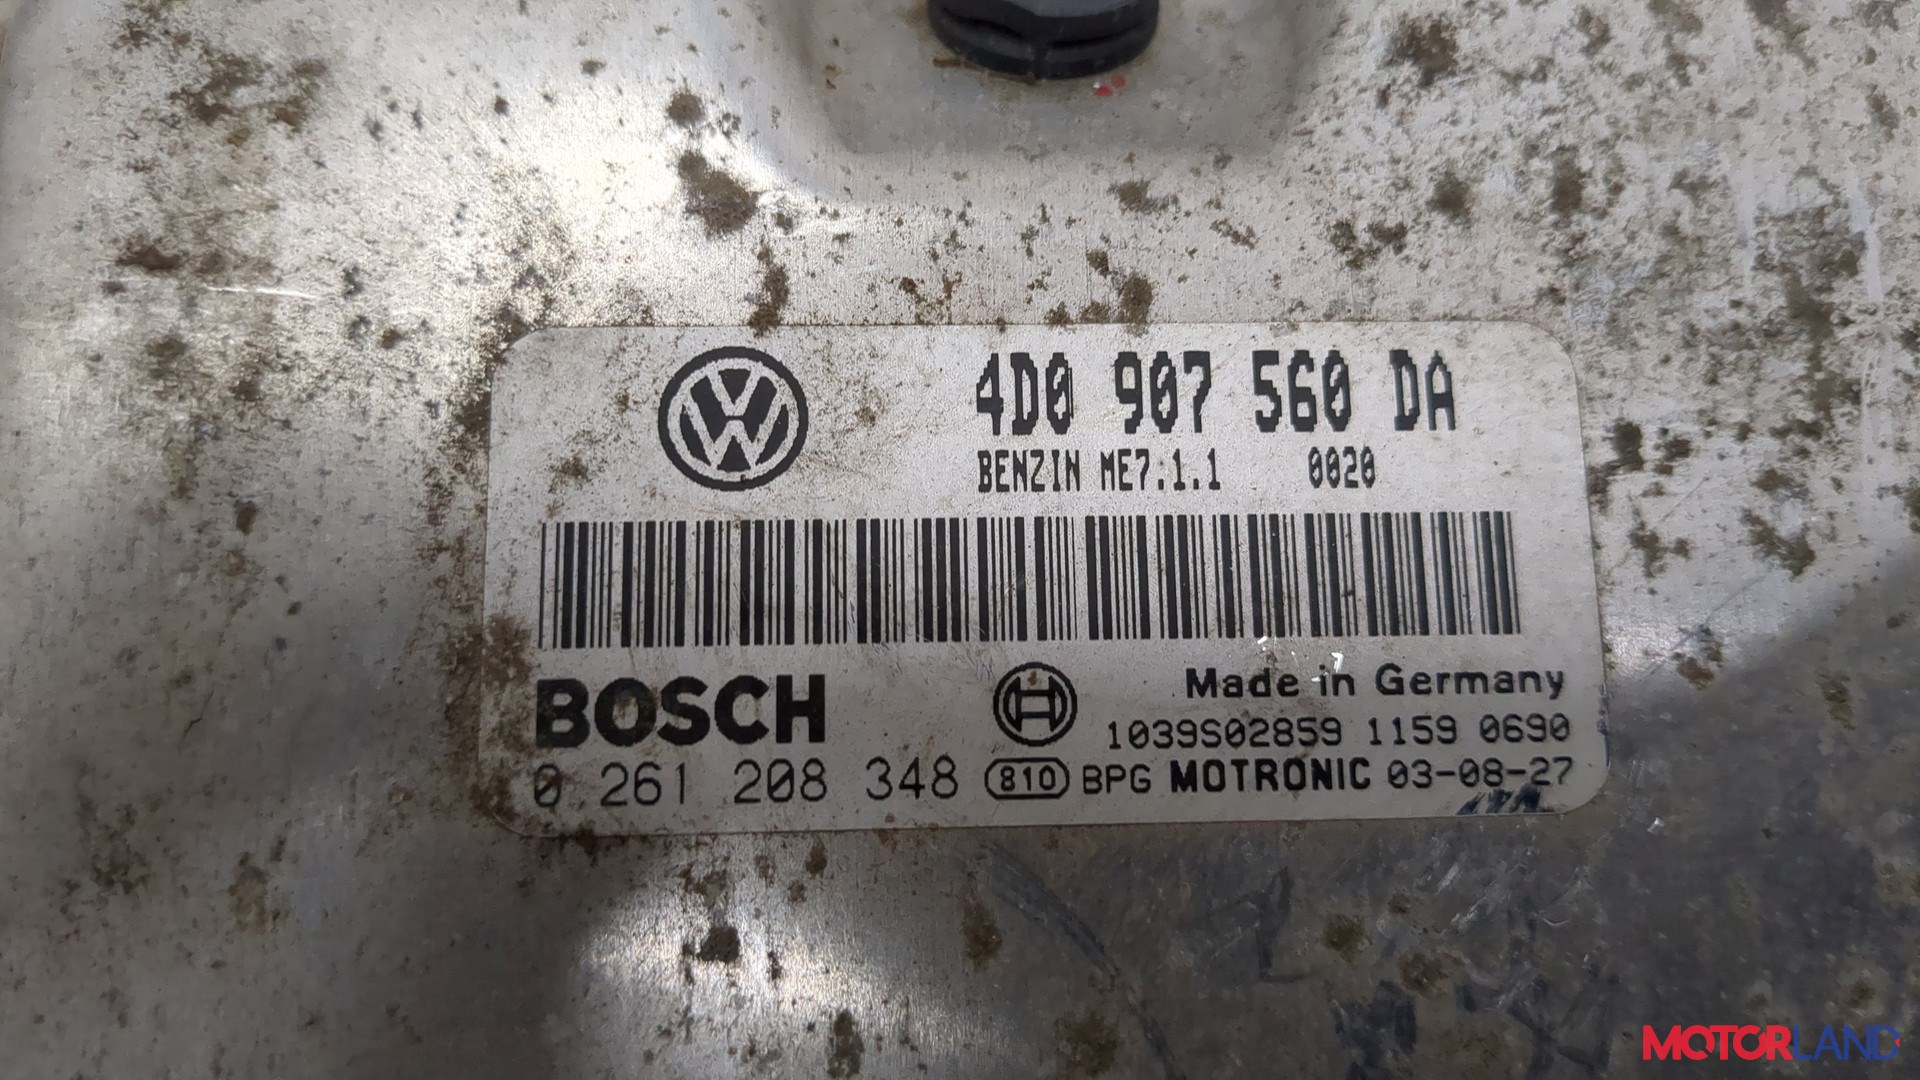 4D0 907 560 DA
BENZIN ME7.1.1 0020
BOSCH
Made in Germany
1039S02859 1159 0690
0 261 208 348 810 BPG MOTRONIC 03-08-27
MOTORLAND